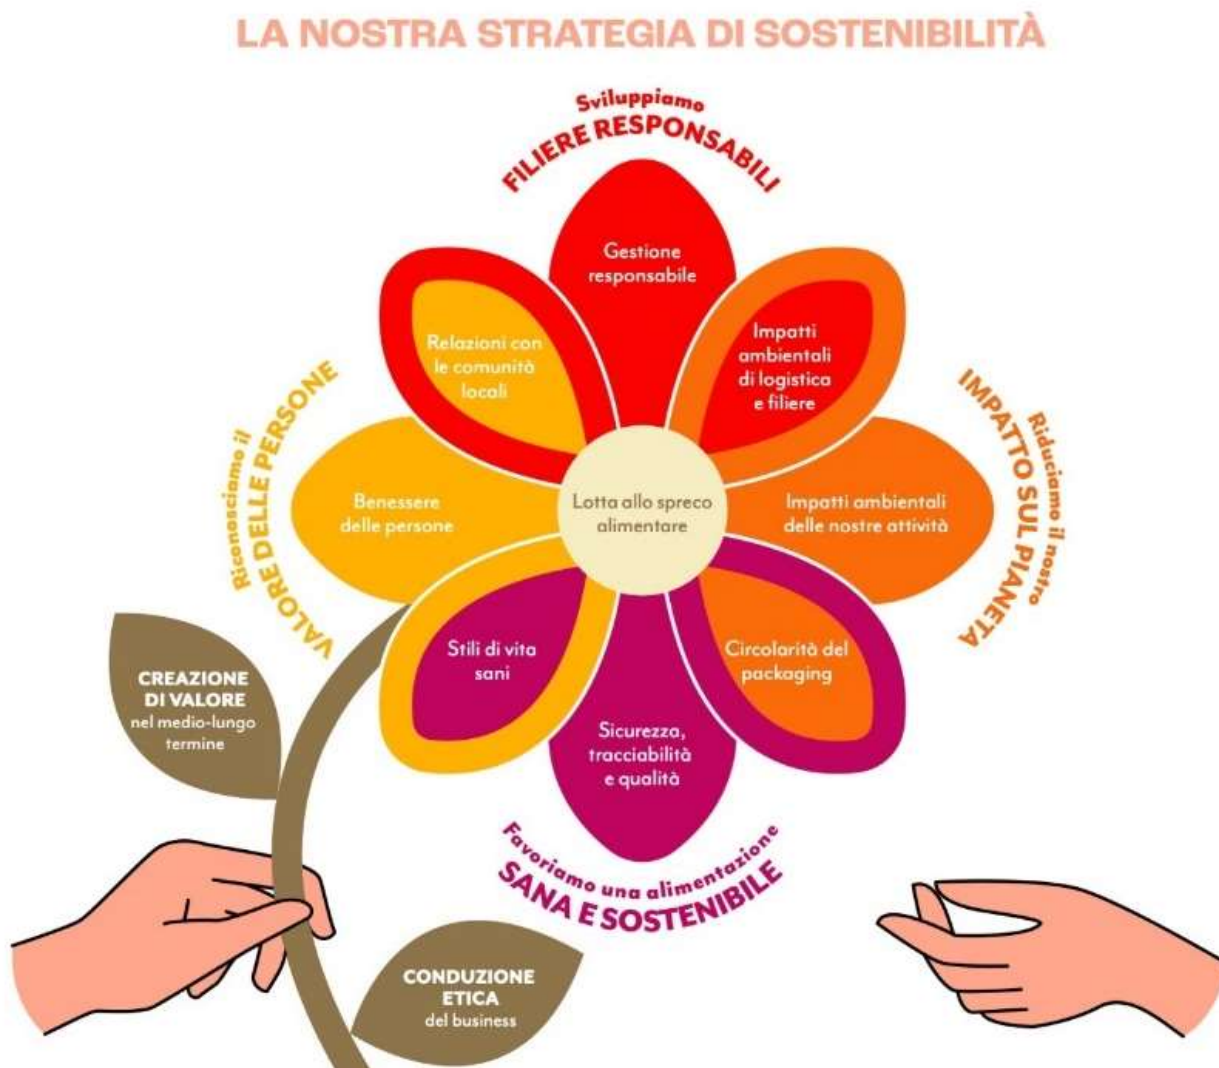 LA NOSTRA STRATEGIA DI SOSTENIBILITÀ
Sviluppiamo
FILIERE RESPONSABILI
Gestione
responsabile
Relazioni con
le comunità
locali
Impatti
ambientali
di logistica
e filiere
Riconosciamo il
VALORE DELLE PERSONE
Benessere
delle persone
Lotta allo spreco
alimentare
Impatti ambientali
delle nostre attività
Riduciamo il nostro
IMPATTO SUL PIANETA
Stili di vita
sani
Circolarità del
packaging
Sicurezza,
tracciabilità
e qualità
Favoriamo una alimentazione
SANA E SOSTENIBILE
CREAZIONE
DI VALORE
nel medio-lungo
termine
CONDUZIONE
ETICA
del business